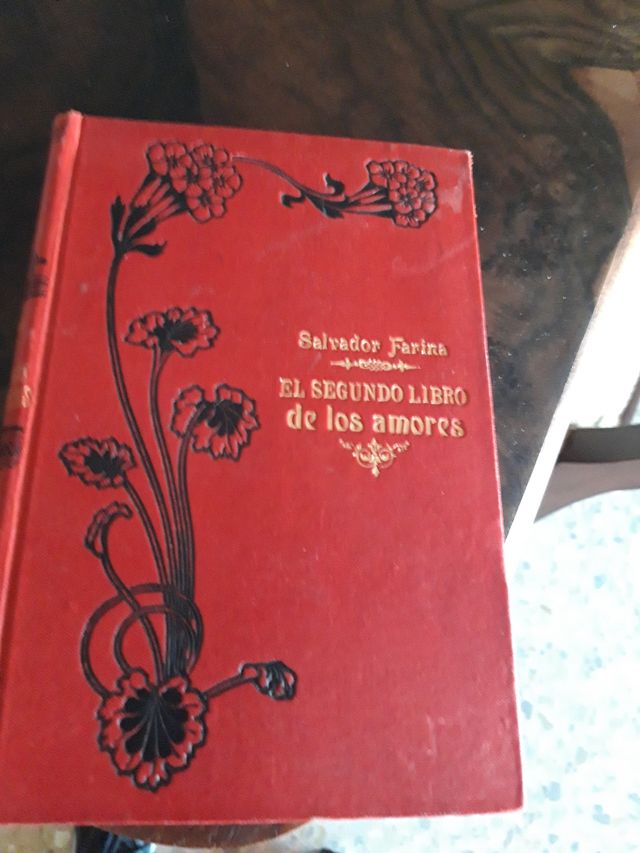 Salvador Farina
EL SEGUNDO LIBRO
de los amores